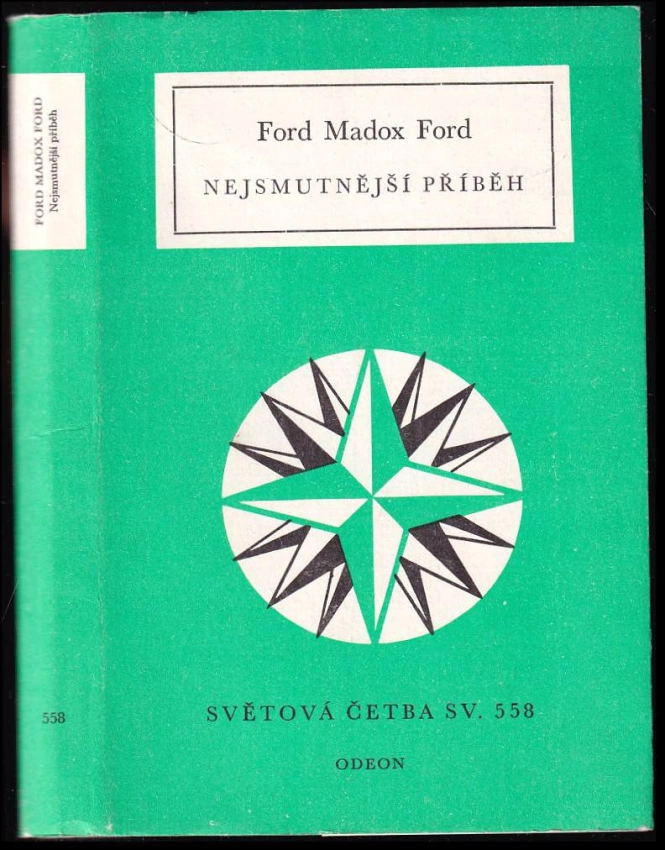 FORD MADOX FORD
Nejsmutnější příběh
558
Ford Madox Ford
NEJSMUTNĚJŠÍ PŘÍBĚH
SVĚTOVÁ ČETBA SV. 558
ODEON